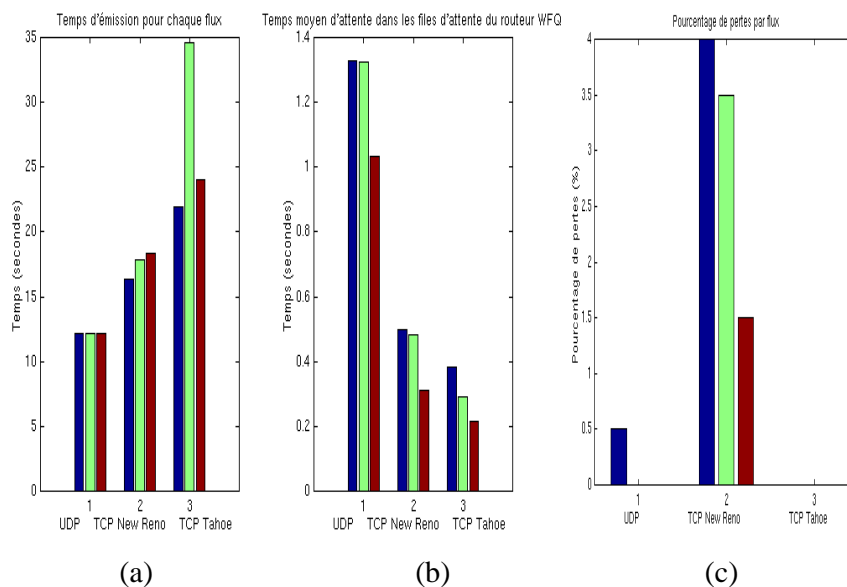 Temps d'émission pour chaque flux
35
30
25
20
15
10
5
0
Temps (secondes)
1
2
3
UDP
TCP New Reno
TCP Tahoe
(a)
Temps moyen d'attente dans les files d'attente du routeur WFQ
1.4
1.2
1
0.8
0.6
0.4
0.2
0
Temps (secondes)
1
2
3
UDP
TCP New Reno
TCP Tahoe
(b)
Pourcentage de pertes par flux
4
3.5
3
2.5
2
1.5
1
0.5
0
Pourcentage de pertes (%)
1
2
3
UDP
TCP New Reno
TCP Tahoe
(c)